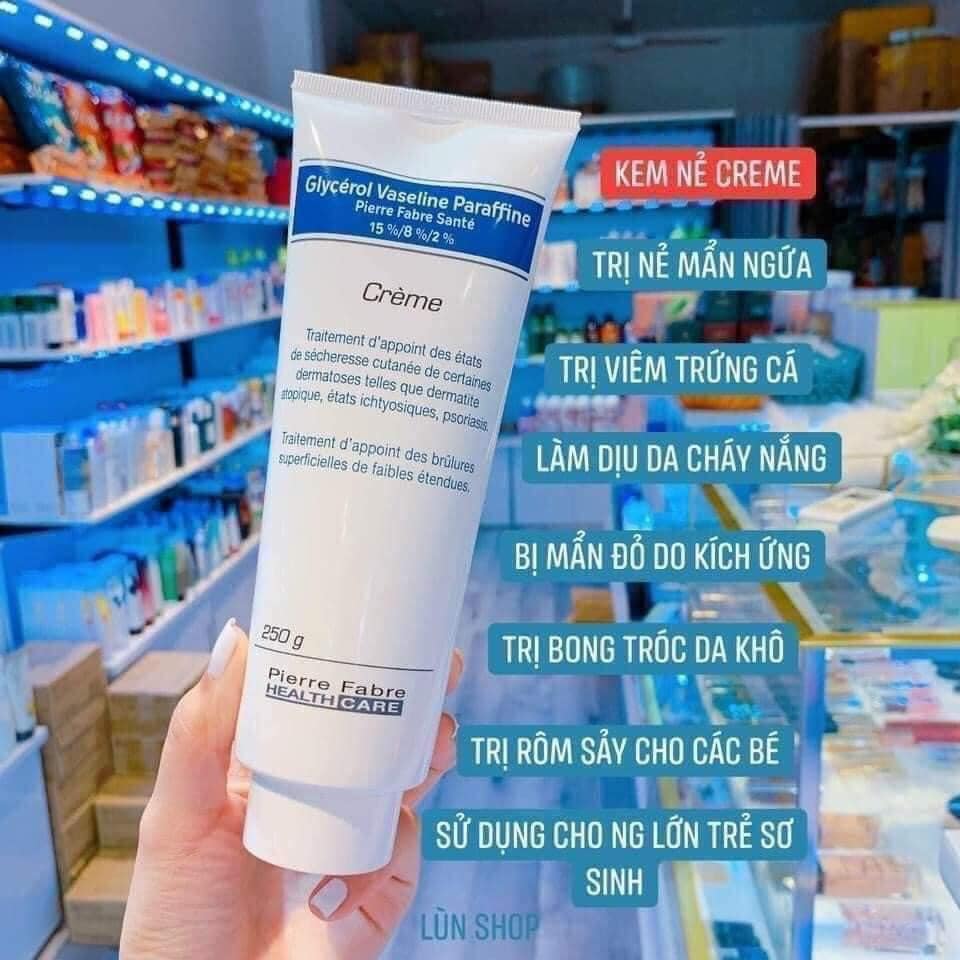 Glycérol Vaseline Paraffine
Pierre Fabre Santé
15 %/8 %/2 %
Crème
Traitement d'appoint des états
de sécheresse cutanée de certaines
dermatoses telles que dermatite
atopique, états ichtyosiques, psoriasis.
Traitement d'appoint des brûlures
superficielles de faibles étendues.
250 g
Pierre Fabre
HEALTH CARE
KEM NẺ CREME
TRỊ NẺ MẨN NGỨA
TRỊ VIÊM TRỨNG CÁ
LÀM DỊU DA CHÁY NẮNG
BỊ MẨN ĐỎ DO KÍCH ỨNG
TRỊ BONG TRÓC DA KHÔ
TRỊ RÔM SẢY CHO CÁC BÉ
SỬ DỤNG CHO NG LỚN TRẺ SƠ
SINH
LÙN SHOP